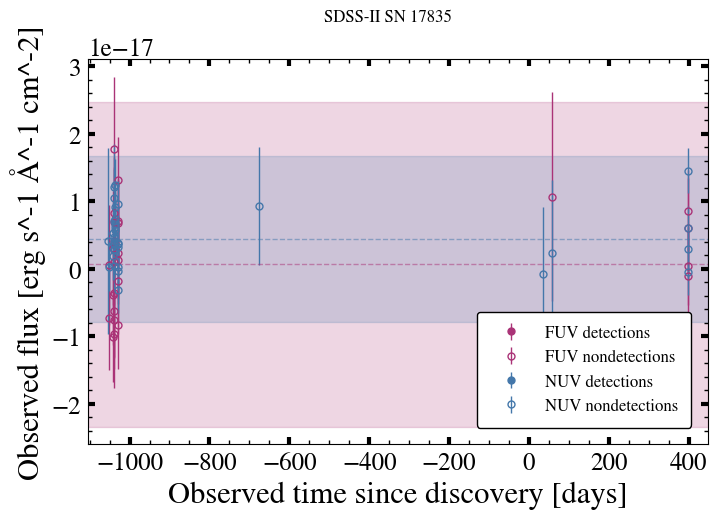 SDSS-II SN 17835
1e−17
3
2
1
0
−1
−2
Observed flux [erg s^-1 Å^-1 cm^-2]
FUV detections
FUV nondetections
NUV detections
NUV nondetections
−1000 −800 −600 −400 −200 0 200 400
Observed time since discovery [days]